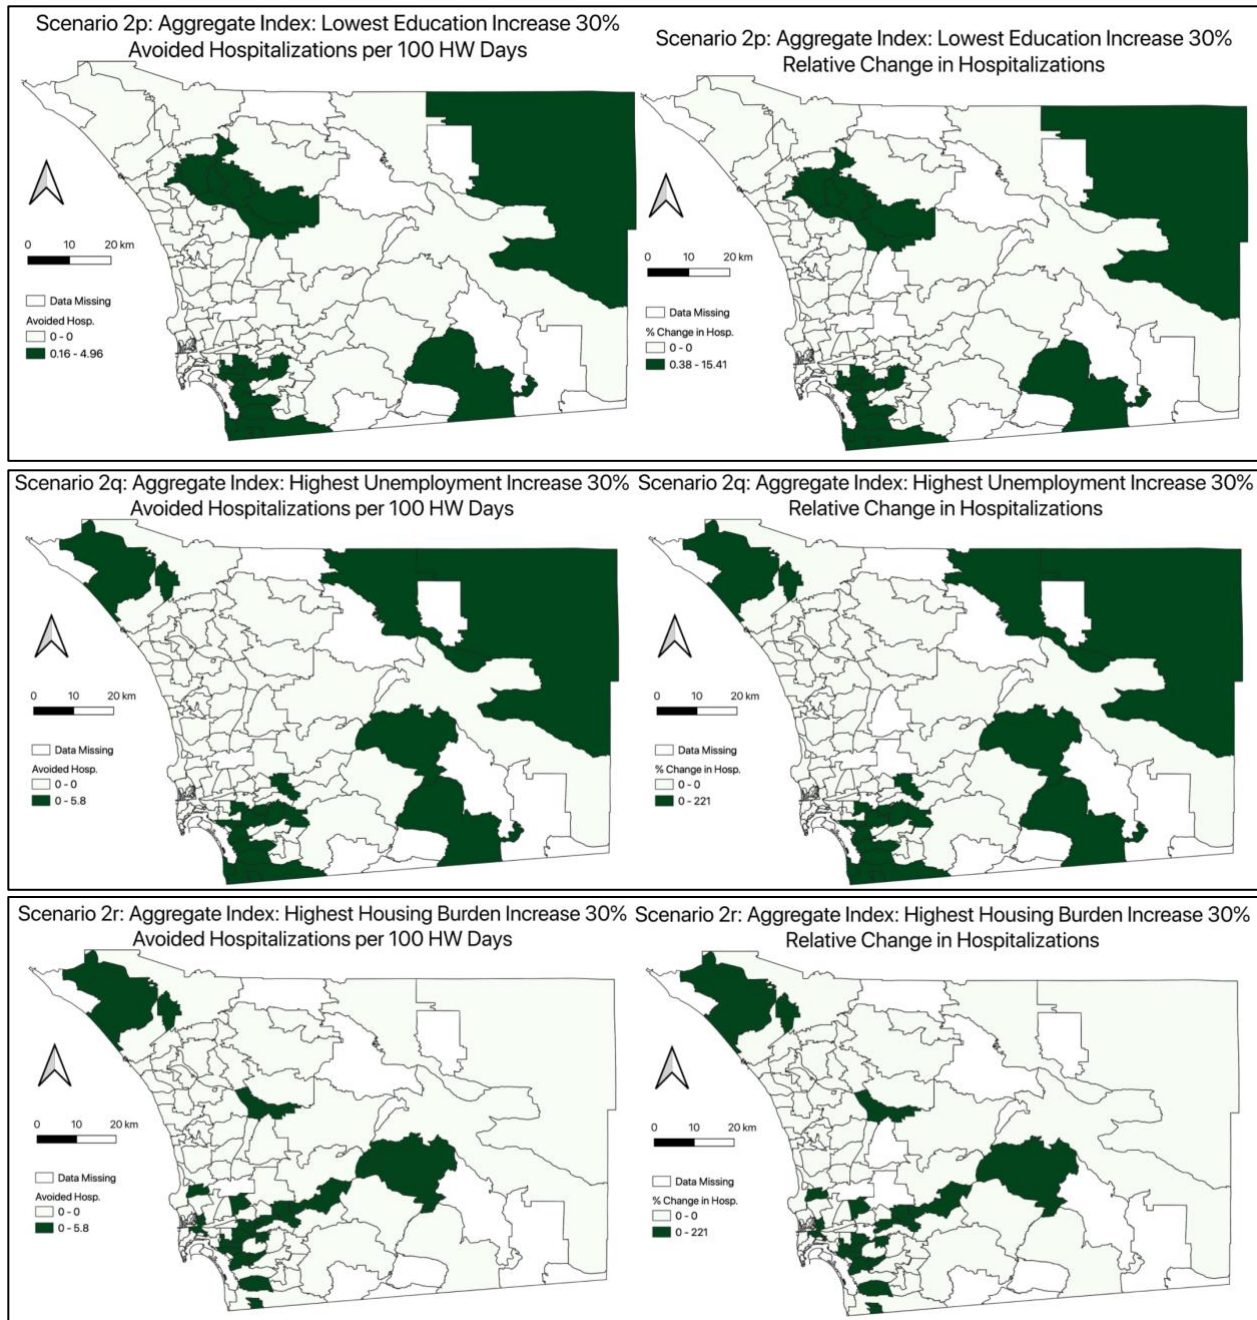 Scenario 2p: Aggregate Index: Lowest Education Increase 30%
Avoided Hospitalizations per 100 HW Days
0 10 20 km
Data Missing
Avoided Hosp.
0 - 0
0.16 - 4.96
Scenario 2p: Aggregate Index: Lowest Education Increase 30%
Relative Change in Hospitalizations
0 10 20 km
Data Missing
% Change in Hosp.
0 - 0
0.38 - 15.41
Scenario 2q: Aggregate Index: Highest Unemployment Increase 30%
Avoided Hospitalizations per 100 HW Days
0 10 20 km
Data Missing
Avoided Hosp.
0 - 0
0 - 5.8
Scenario 2q: Aggregate Index: Highest Unemployment Increase 30%
Relative Change in Hospitalizations
0 10 20 km
Data Missing
% Change in Hosp.
0 - 0
0 - 221
Scenario 2r: Aggregate Index: Highest Housing Burden Increase 30%
Avoided Hospitalizations per 100 HW Days
0 10 20 km
Data Missing
Avoided Hosp.
0 - 0
0 - 5.8
Scenario 2r: Aggregate Index: Highest Housing Burden Increase 30%
Relative Change in Hospitalizations
0 10 20 km
Data Missing
% Change in Hosp.
0 - 0
0 - 221